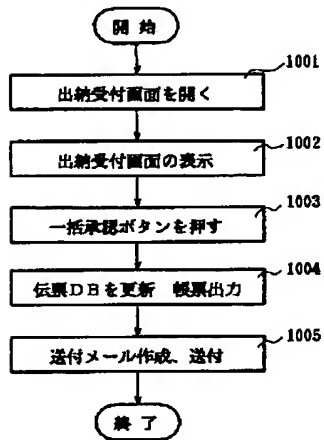 開 始
1001
出納受付画面を開く
1002
出納受付画面の表示
1003
一括承認ボタンを押す
1004
伝票DBを更新 帳票出力
1005
送付メール作成、送付
終 了